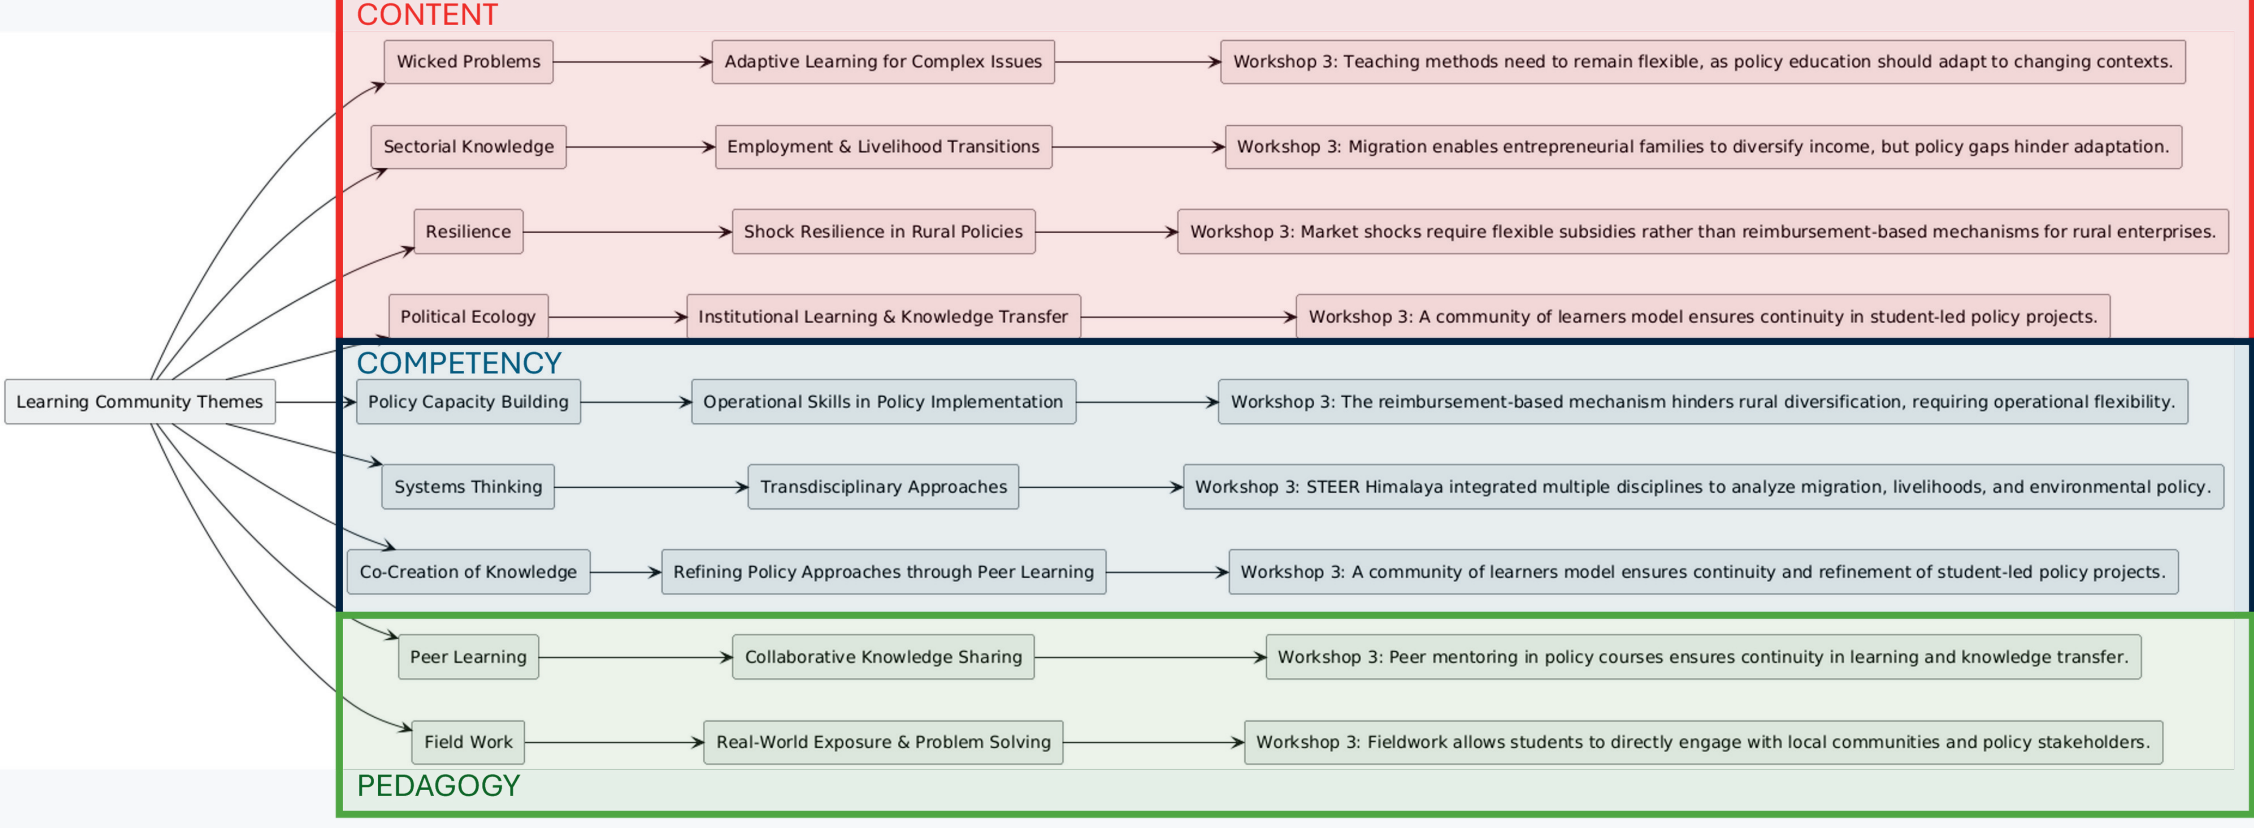 CONTENT
Wicked Problems
Adaptive Learning for Complex Issues
Workshop 3: Teaching methods need to remain flexible, as policy education should adapt to changing contexts.
Sectorial Knowledge
Employment & Livelihood Transitions
Workshop 3: Migration enables entrepreneurial families to diversify income, but policy gaps hinder adaptation.
Resilience
Shock Resilience in Rural Policies
Workshop 3: Market shocks require flexible subsidies rather than reimbursement-based mechanisms for rural enterprises.
Political Ecology
Institutional Learning & Knowledge Transfer
Workshop 3: A community of learners model ensures continuity in student-led policy projects.
COMPETENCY
Learning Community Themes
Policy Capacity Building
Operational Skills in Policy Implementation
Workshop 3: The reimbursement-based mechanism hinders rural diversification, requiring operational flexibility.
Systems Thinking
Transdisciplinary Approaches
Workshop 3: STEER Himalaya integrated multiple disciplines to analyze migration, livelihoods, and environmental policy.
Co-Creation of Knowledge
Refining Policy Approaches through Peer Learning
Workshop 3: A community of learners model ensures continuity and refinement of student-led policy projects.
Peer Learning
Collaborative Knowledge Sharing
Workshop 3: Peer mentoring in policy courses ensures continuity in learning and knowledge transfer.
Field Work
Real-World Exposure & Problem Solving
Workshop 3: Fieldwork allows students to directly engage with local communities and policy stakeholders.
PEDAGOGY